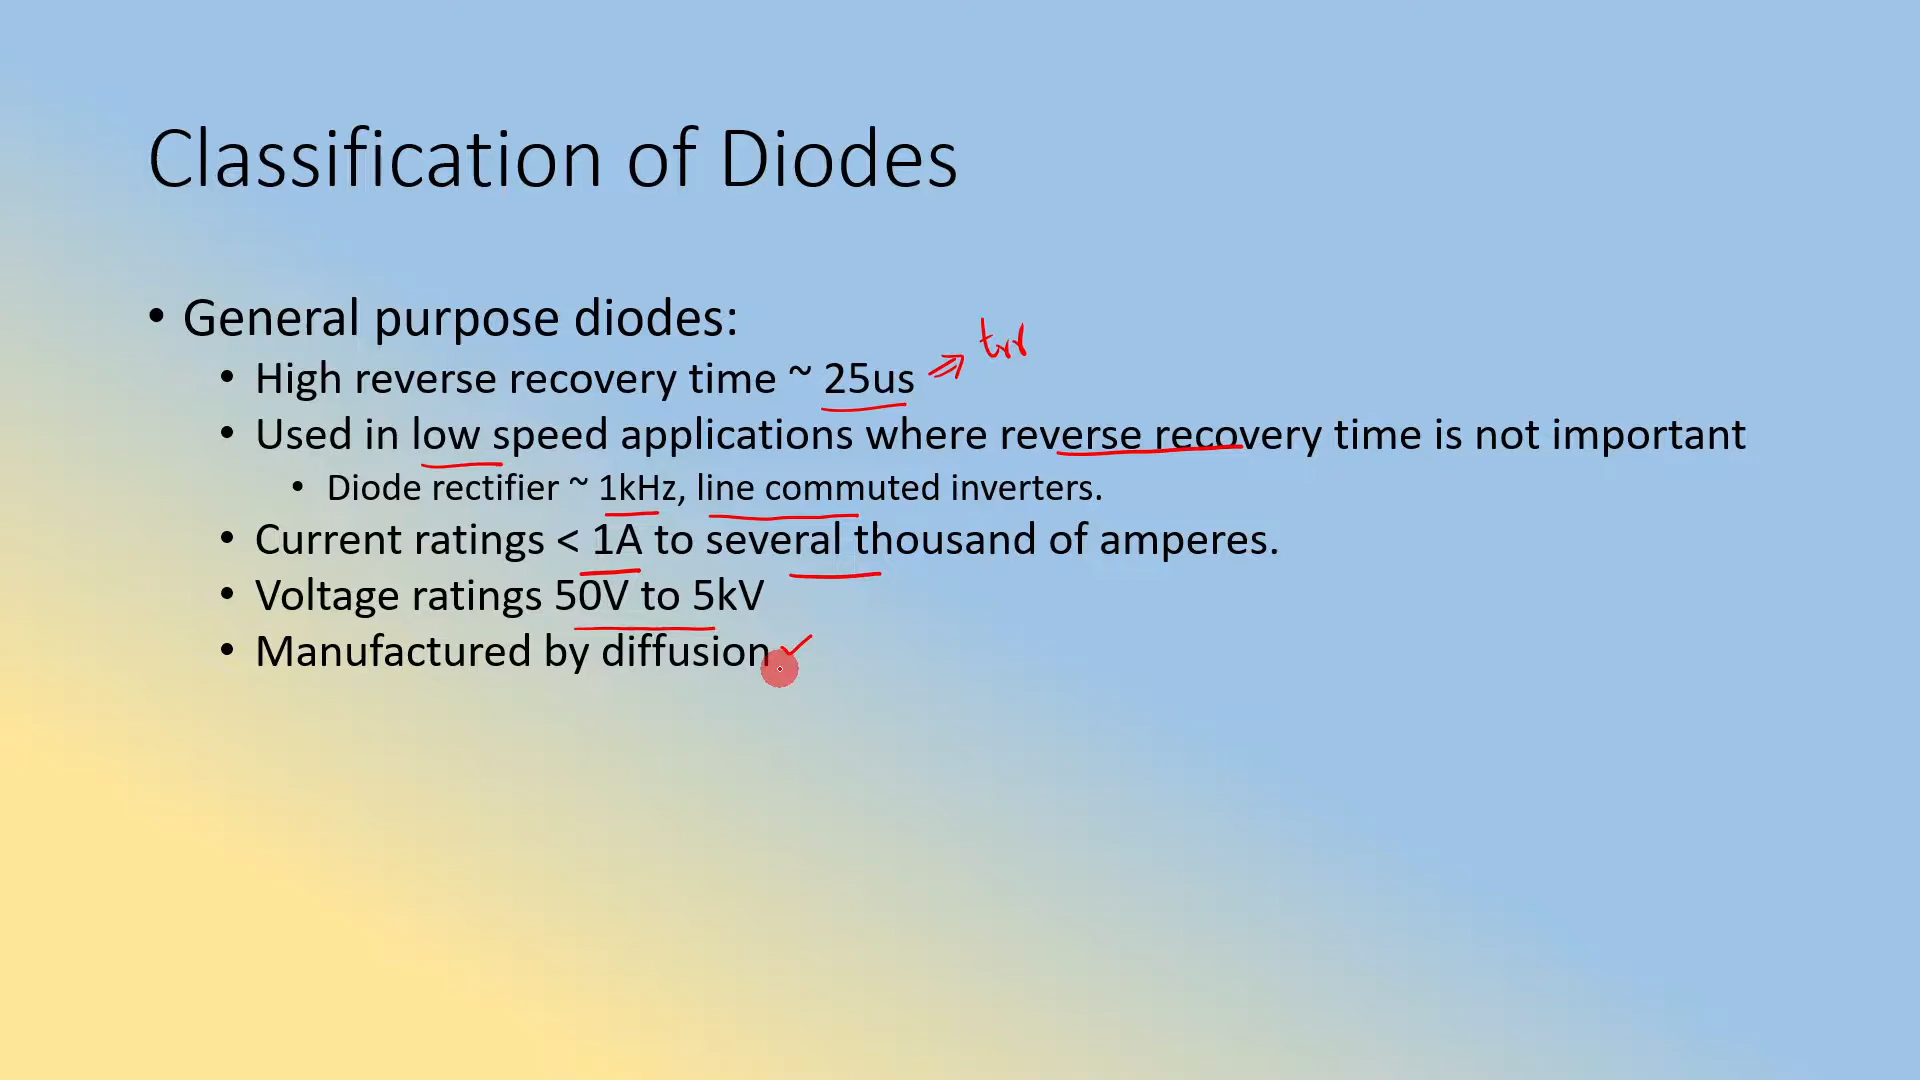 Classification of Diodes
• General purpose diodes:
trr
• High reverse recovery time ~ 25us
• Used in low speed applications where reverse recovery time is not important
• Diode rectifier ~ 1kHz, line commuted inverters.
• Current ratings < 1A to several thousand of amperes.
• Voltage ratings 50V to 5kV
• Manufactured by diffusion